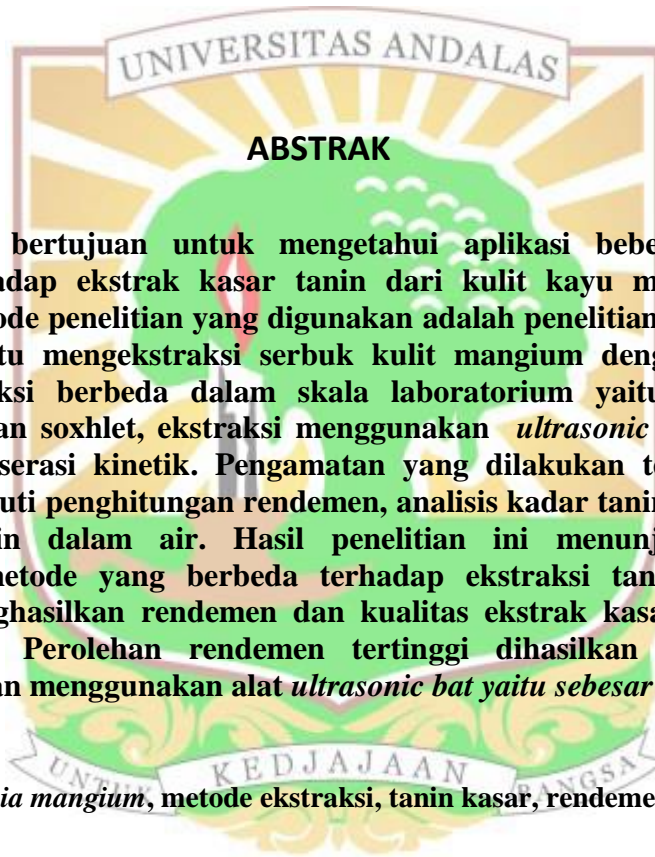 UNIVERSITAS ANDALAS
ABSTRAK
bertujuan untuk mengetahui aplikasi bebe
adap ekstrak kasar tanin dari kulit kayu m
ode penelitian yang digunakan adalah penelitian
tu mengekstraksi serbuk kulit mangium deng
ksi berbeda dalam skala laboratorium yaitu
an soxhlet, ekstraksi menggunakan ultrasonic
serasi kinetik. Pengamatan yang dilakukan te
uti penghitungan rendemen, analisis kadar tanin
in dalam air. Hasil penelitian ini menunj
metode yang berbeda terhadap ekstraksi tan
ghasilkan rendemen dan kualitas ekstrak kasa
Perolehan rendemen tertinggi dihasilkan
an menggunakan alat ultrasonic bat yaitu sebesar
UNTUK KEDJAJAAN BANGSA
ia mangium, metode ekstraksi, tanin kasar, rendeme